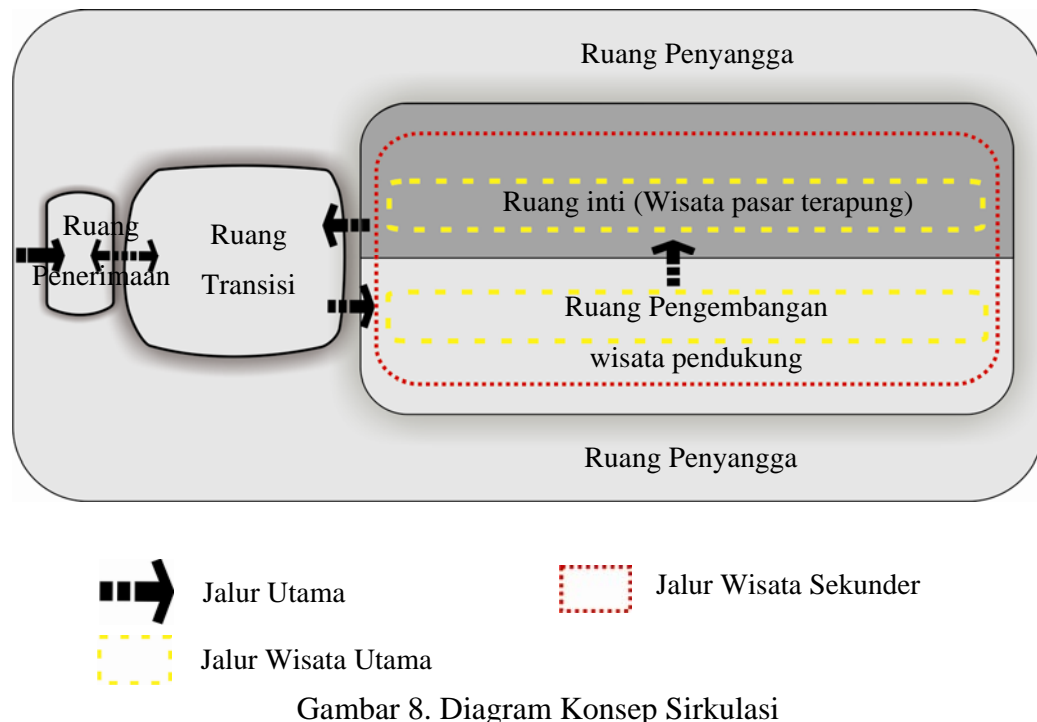 Ruang Penyangga
Ruang inti (Wisata pasar terapung)
Ruang
Penerimaan
Ruang
Transisi
Ruang Pengembangan
wisata pendukung
Ruang Penyangga
Jalur Utama
Jalur Wisata Sekunder
Jalur Wisata Utama
Gambar 8. Diagram Konsep Sirkulasi